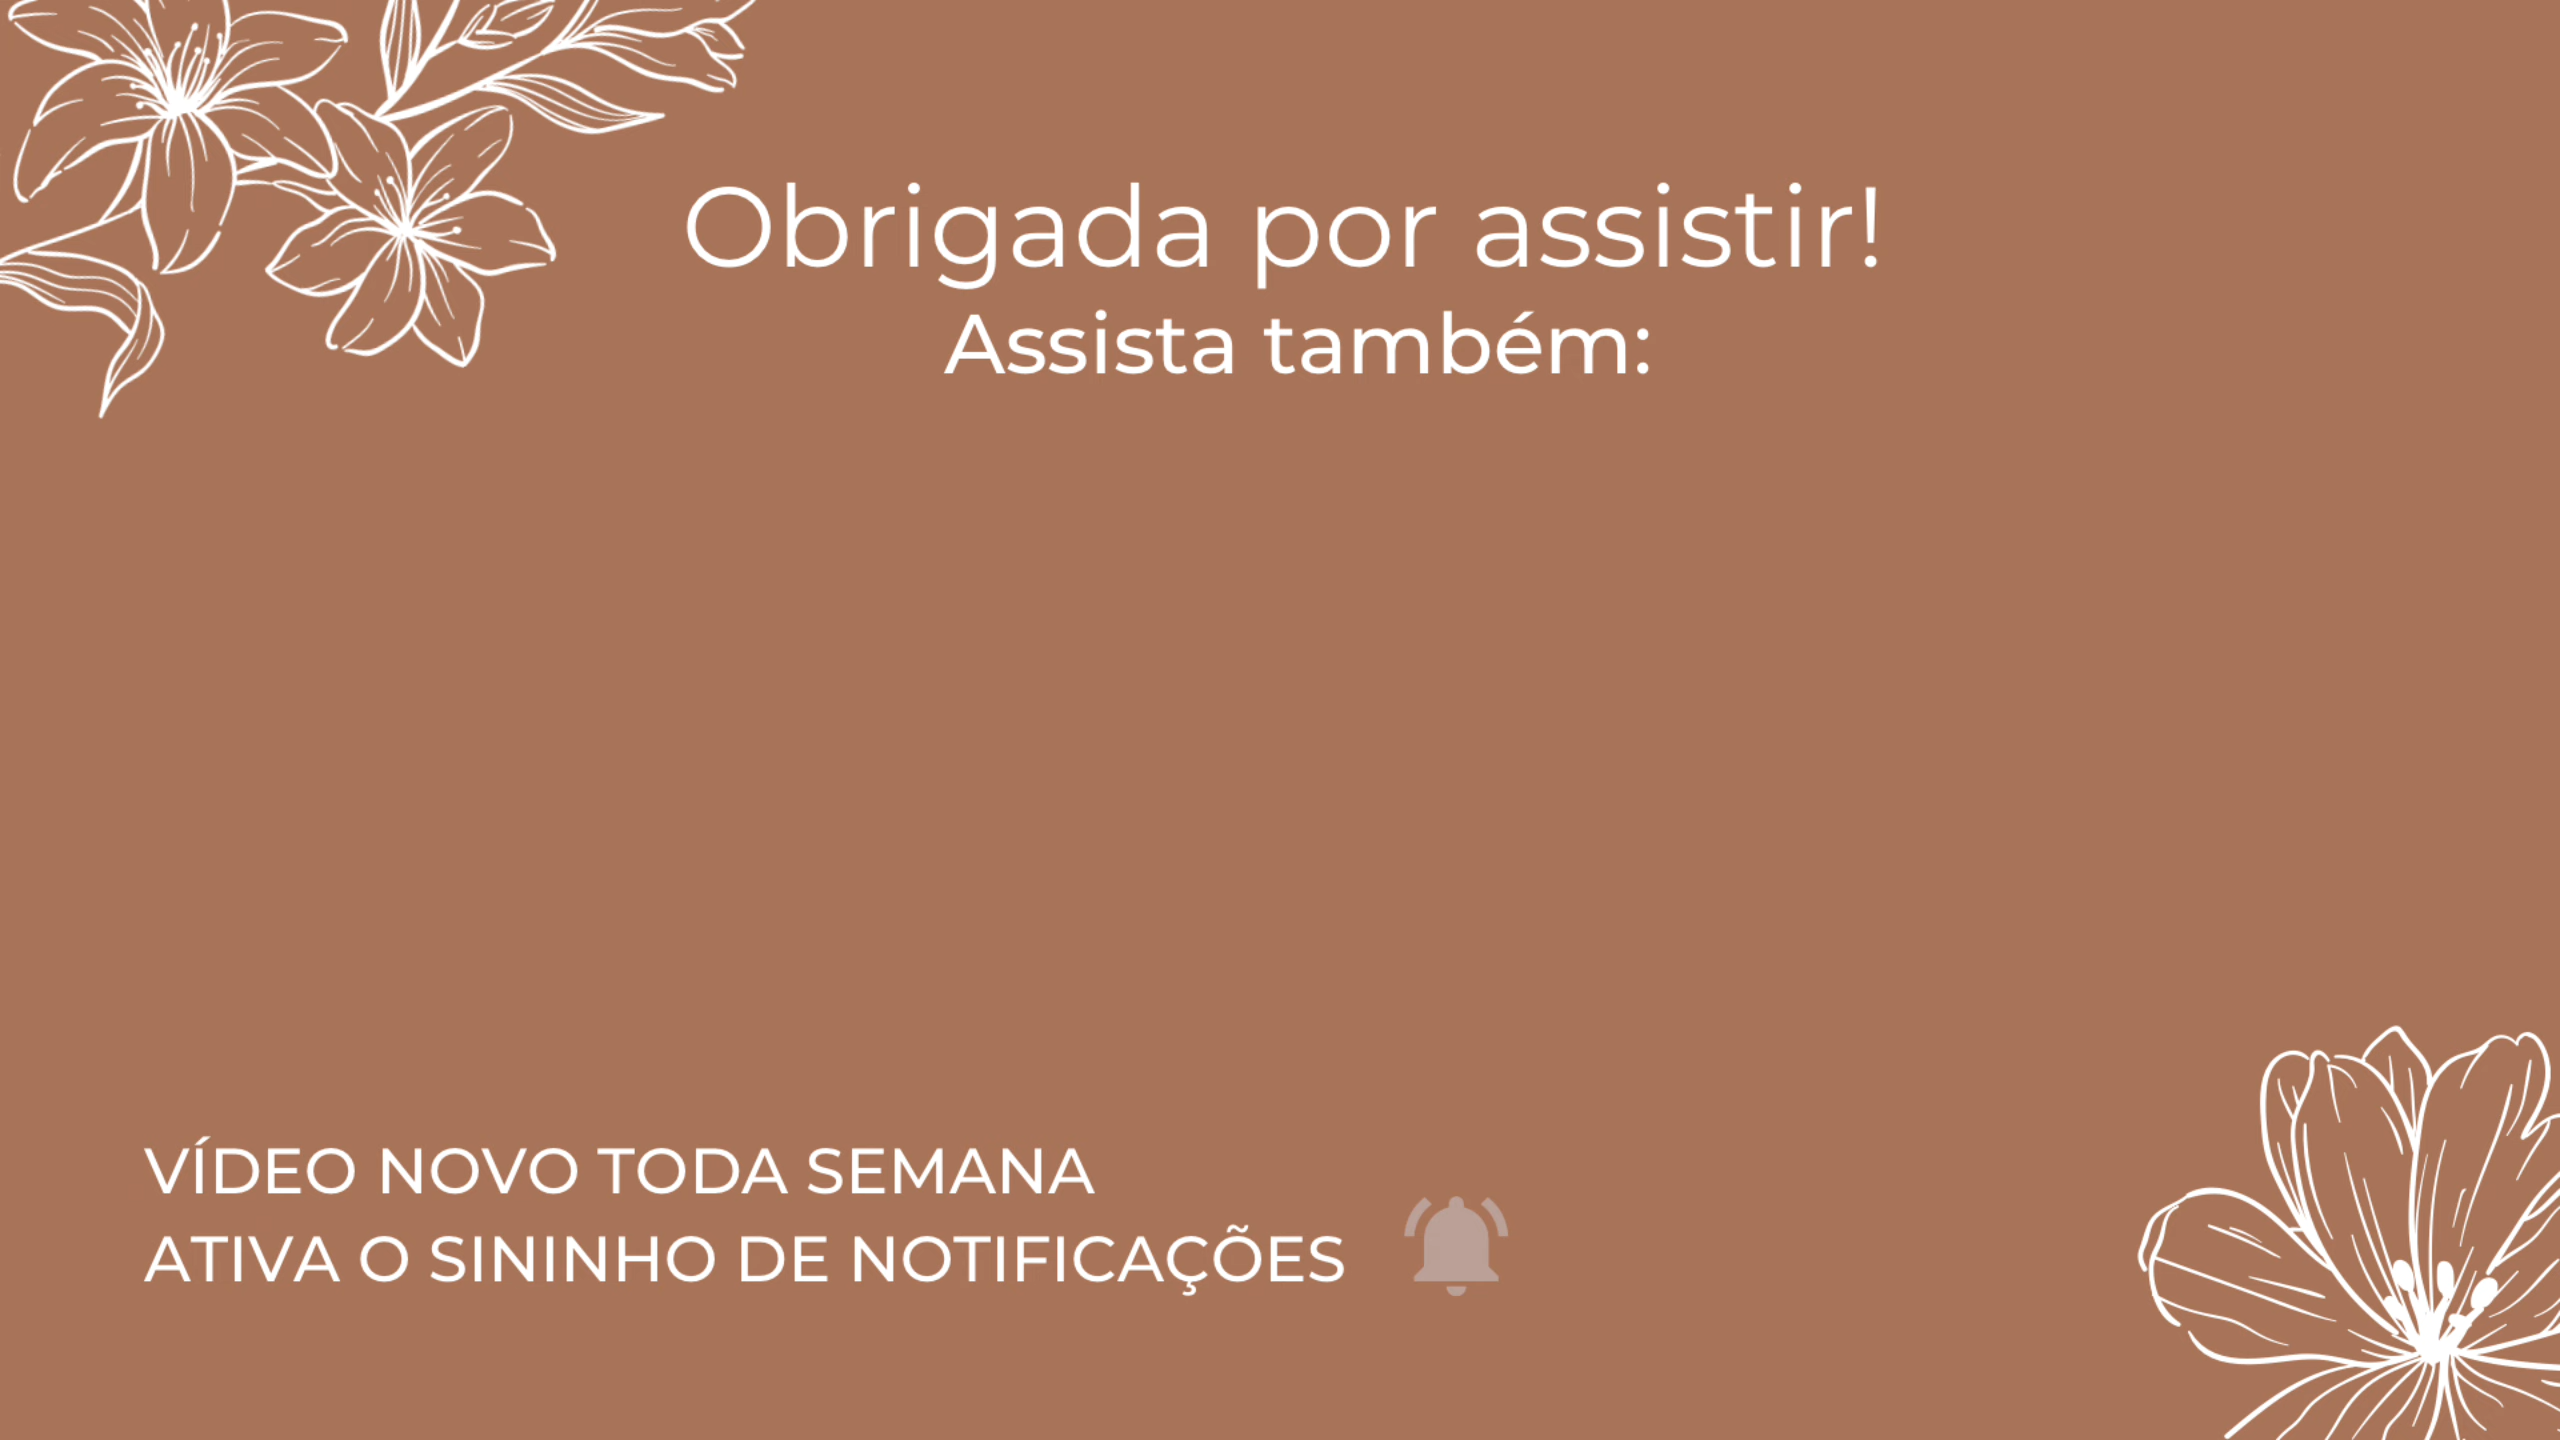 Obrigada por assistir!
Assista também:
VÍDEO NOVO TODA SEMANA
ATIVA O SININHO DE NOTIFICAÇÕES